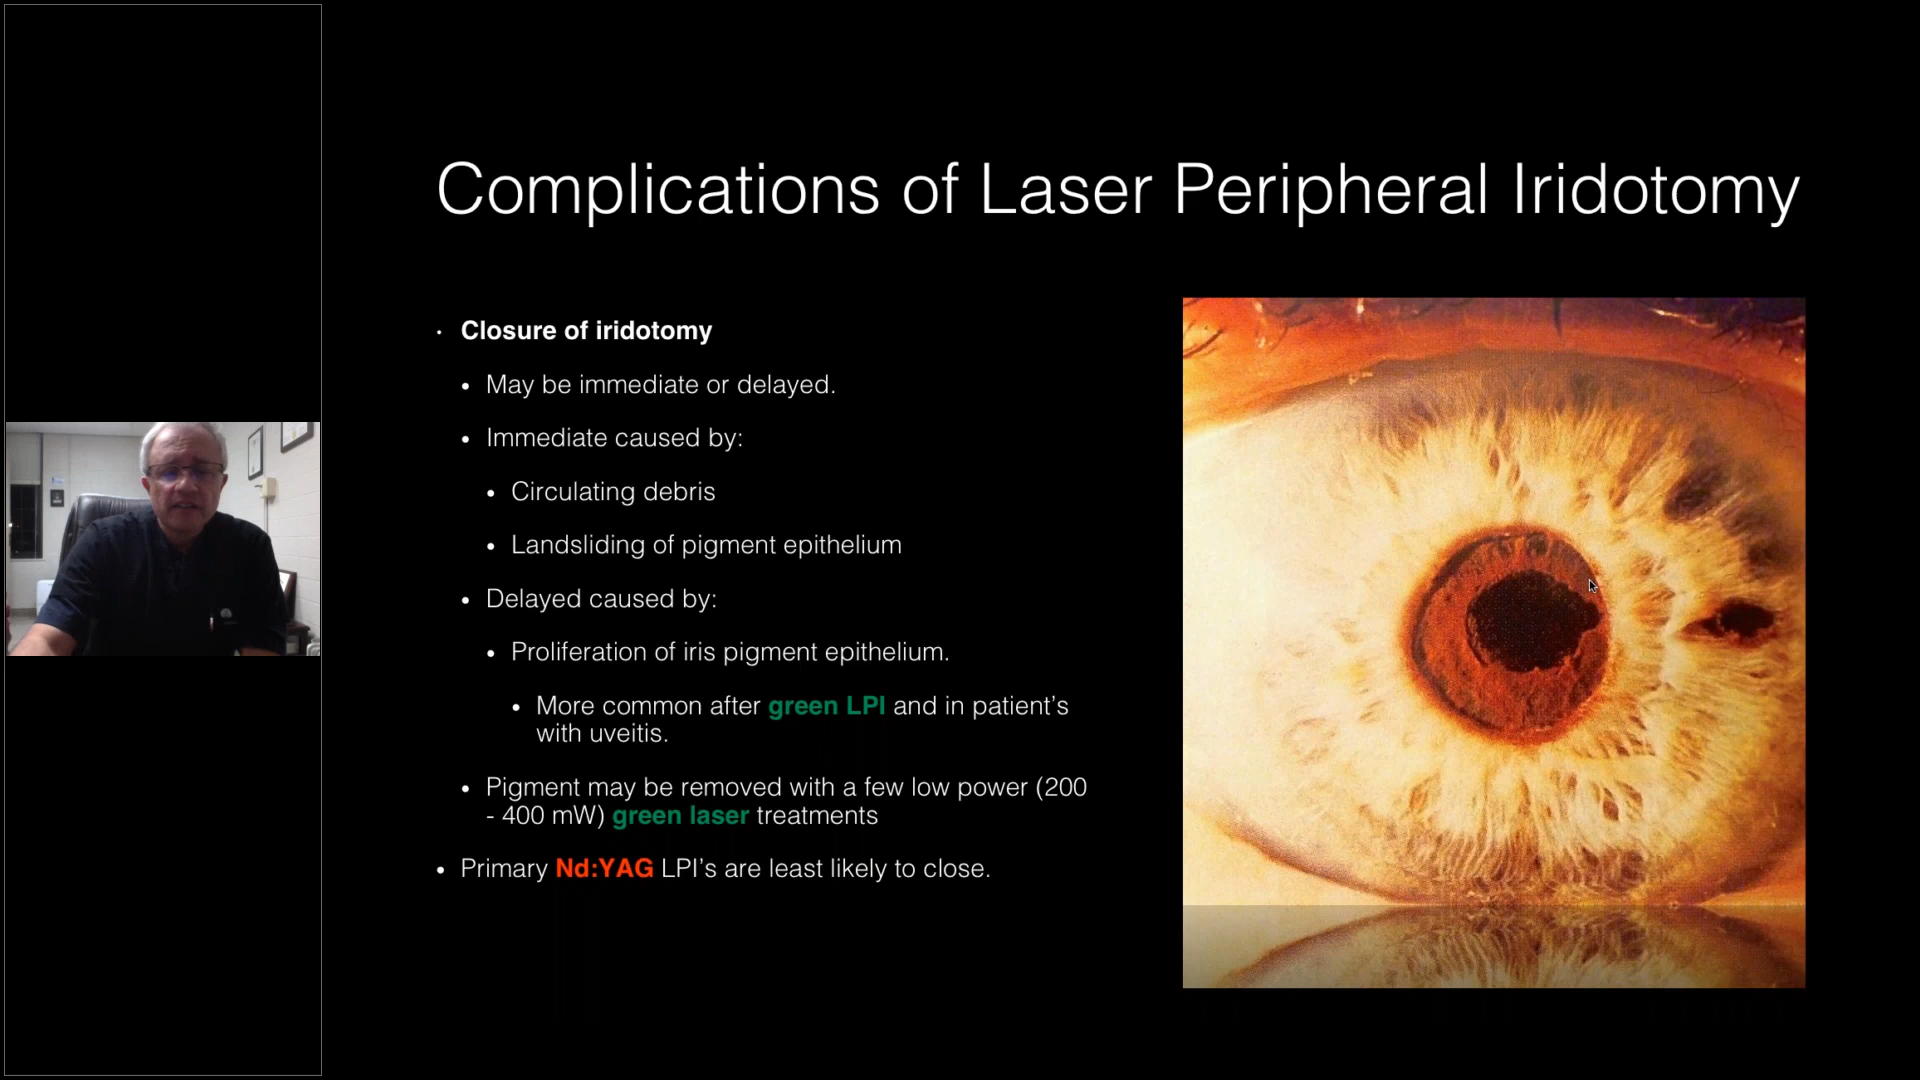 Complications of Laser Peripheral Iridotomy
• Closure of iridotomy
• May be immediate or delayed.
• Immediate caused by:
• Circulating debris
• Landsliding of pigment epithelium
• Delayed caused by:
• Proliferation of iris pigment epithelium.
• More common after green LPI and in patient’s
with uveitis.
• Pigment may be removed with a few low power (200
- 400 mW) green laser treatments
• Primary Nd:YAG LPI’s are least likely to close.